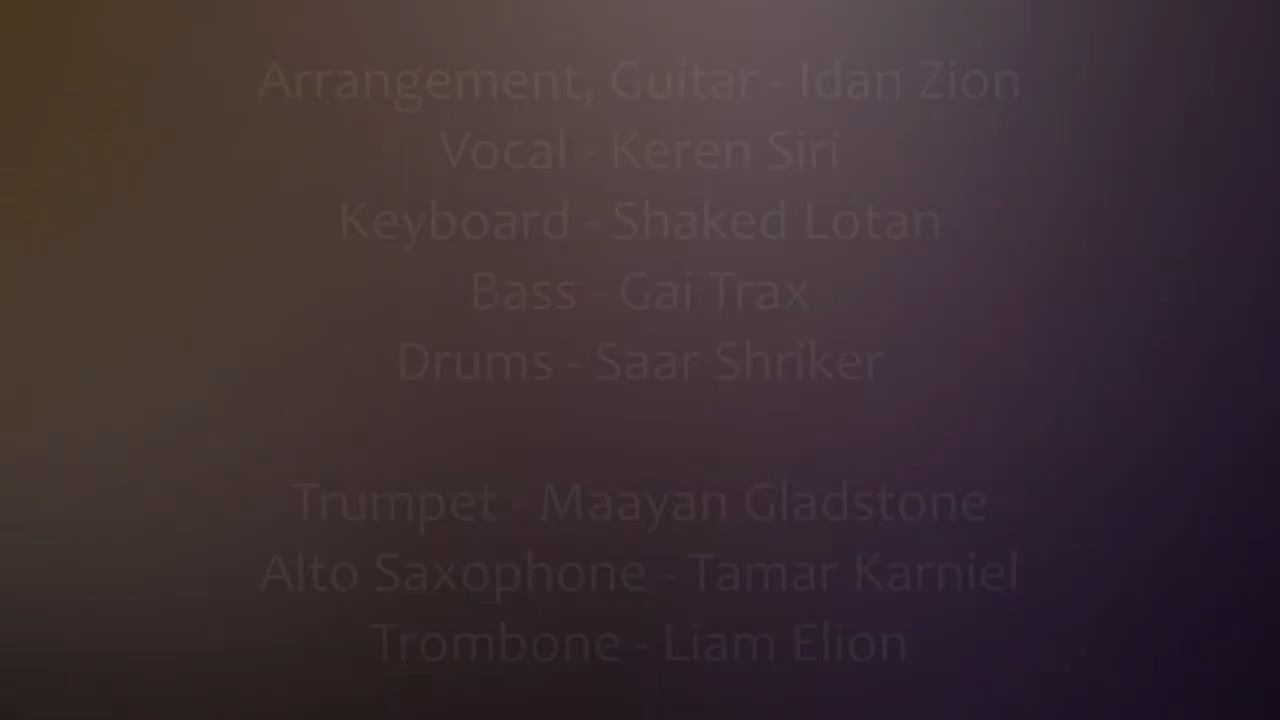 Arrangement, Guitar - Idan Zion
Vocal - Keren Siri
Keyboard - Shaked Lotan
Bass - Gai Trax
Drums - Saar Shriker
Trumpet - Maayan Gladstone
Alto Saxophone - Tamar Karniel
Trombone - Liam Elion